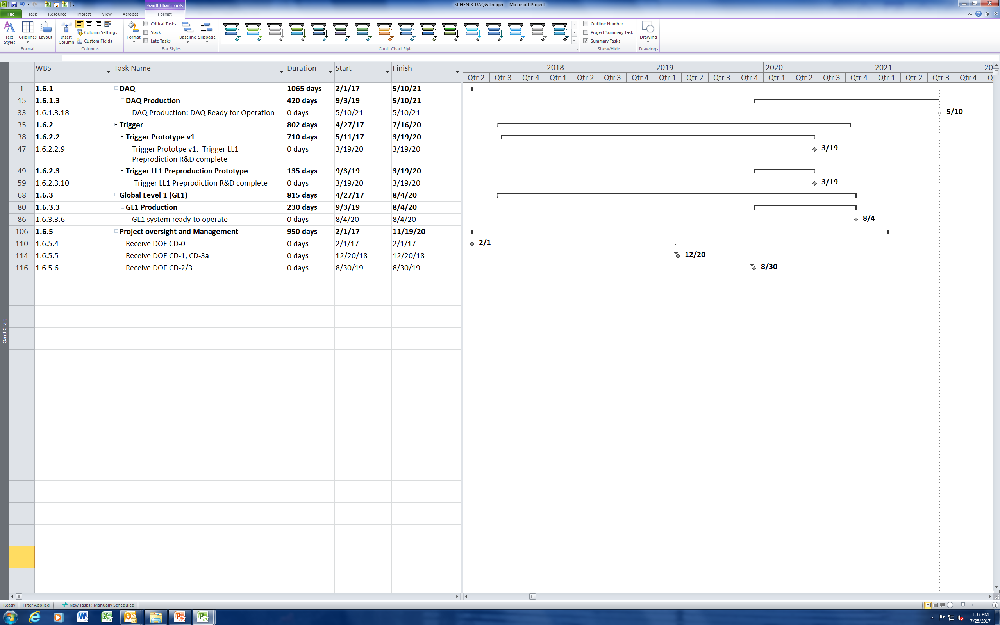 Gantt Chart Tools
sPHENIX_DAQ&Trigger - Microsoft Project
File Task Resource Project View Acrobat Format
Text Styles
Gridlines
Layout
Format
Insert Column
Column Settings
Custom Fields
Columns
Format
Critical Tasks
Slack
Late Tasks
Baseline
Slippage
Bar Styles
Gantt Chart Style
Outline Number
Project Summary Task
Summary Tasks
Show/Hide
Drawing
Drawings
WBS Task Name Duration Start Finish
2018 2019 2020 2021 20
Qtr 2 Qtr 3 Qtr 4 Qtr 1 Qtr 2 Qtr 3 Qtr 4 Qtr 1 Qtr 2 Qtr 3 Qtr 4 Qtr 1 Qtr 2 Qtr 3 Qtr 4 Qtr 1 Qtr 2 Qtr 3 Qtr 4 Q
1 1.6.1 DAQ 1065 days 2/1/17 5/10/21
15 1.6.1.3 DAQ Production 420 days 9/3/19 5/10/21
33 1.6.1.3.18 DAQ Production: DAQ Ready for Operation 0 days 5/10/21 5/10/21 5/10
35 1.6.2 Trigger 802 days 4/27/17 7/16/20
38 1.6.2.2 Trigger Prototype v1 710 days 5/11/17 3/19/20
47 1.6.2.2.9 Trigger Prototpe v1: Trigger LL1 0 days 3/19/20 3/19/20 3/19
Preprodiction R&D complete
49 1.6.2.3 Trigger LL1 Preproduction Prototype 135 days 9/3/19 3/19/20
59 1.6.2.3.10 Trigger LL1 Preprodiction R&D complete 0 days 3/19/20 3/19/20 3/19
68 1.6.3 Global Level 1 (GL1) 815 days 4/27/17 8/4/20
80 1.6.3.3 GL1 Production 230 days 9/3/19 8/4/20
86 1.6.3.3.6 GL1 system ready to operate 0 days 8/4/20 8/4/20 8/4
106 1.6.5 Project oversight and Management 950 days 2/1/17 11/19/20
110 1.6.5.4 Receive DOE CD-0 0 days 2/1/17 2/1/17 2/1
114 1.6.5.5 Receive DOE CD-1, CD-3a 0 days 12/20/18 12/20/18 12/20
116 1.6.5.6 Receive DOE CD-2/3 0 days 8/30/19 8/30/19 8/30
Gantt Chart
Ready Filter Applied New Tasks : Manually Scheduled
1:33 PM
7/25/2017